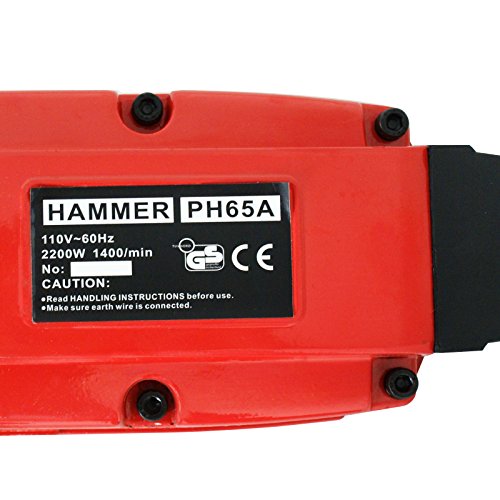 HAMMER PH65A
110V~60Hz
2200W 1400/min
No:
CAUTION:
●Read HANDLING INSTRUCTIONS before use.
●Make sure earth wire is connected.
GS CE